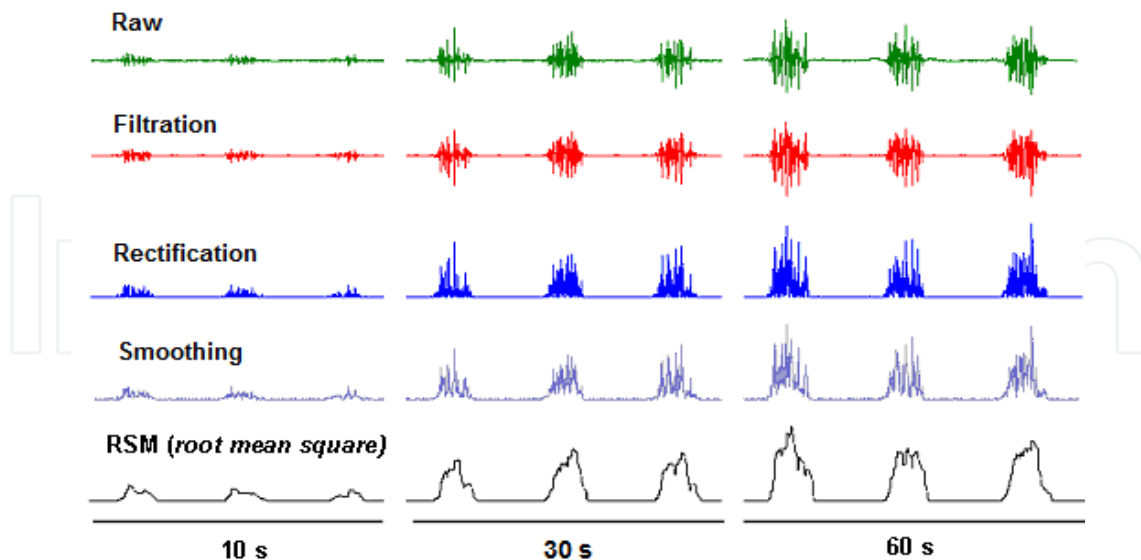 Raw
Filtration
Rectification
Smoothing
RSM (root mean square)
10 s
30 s
60 s